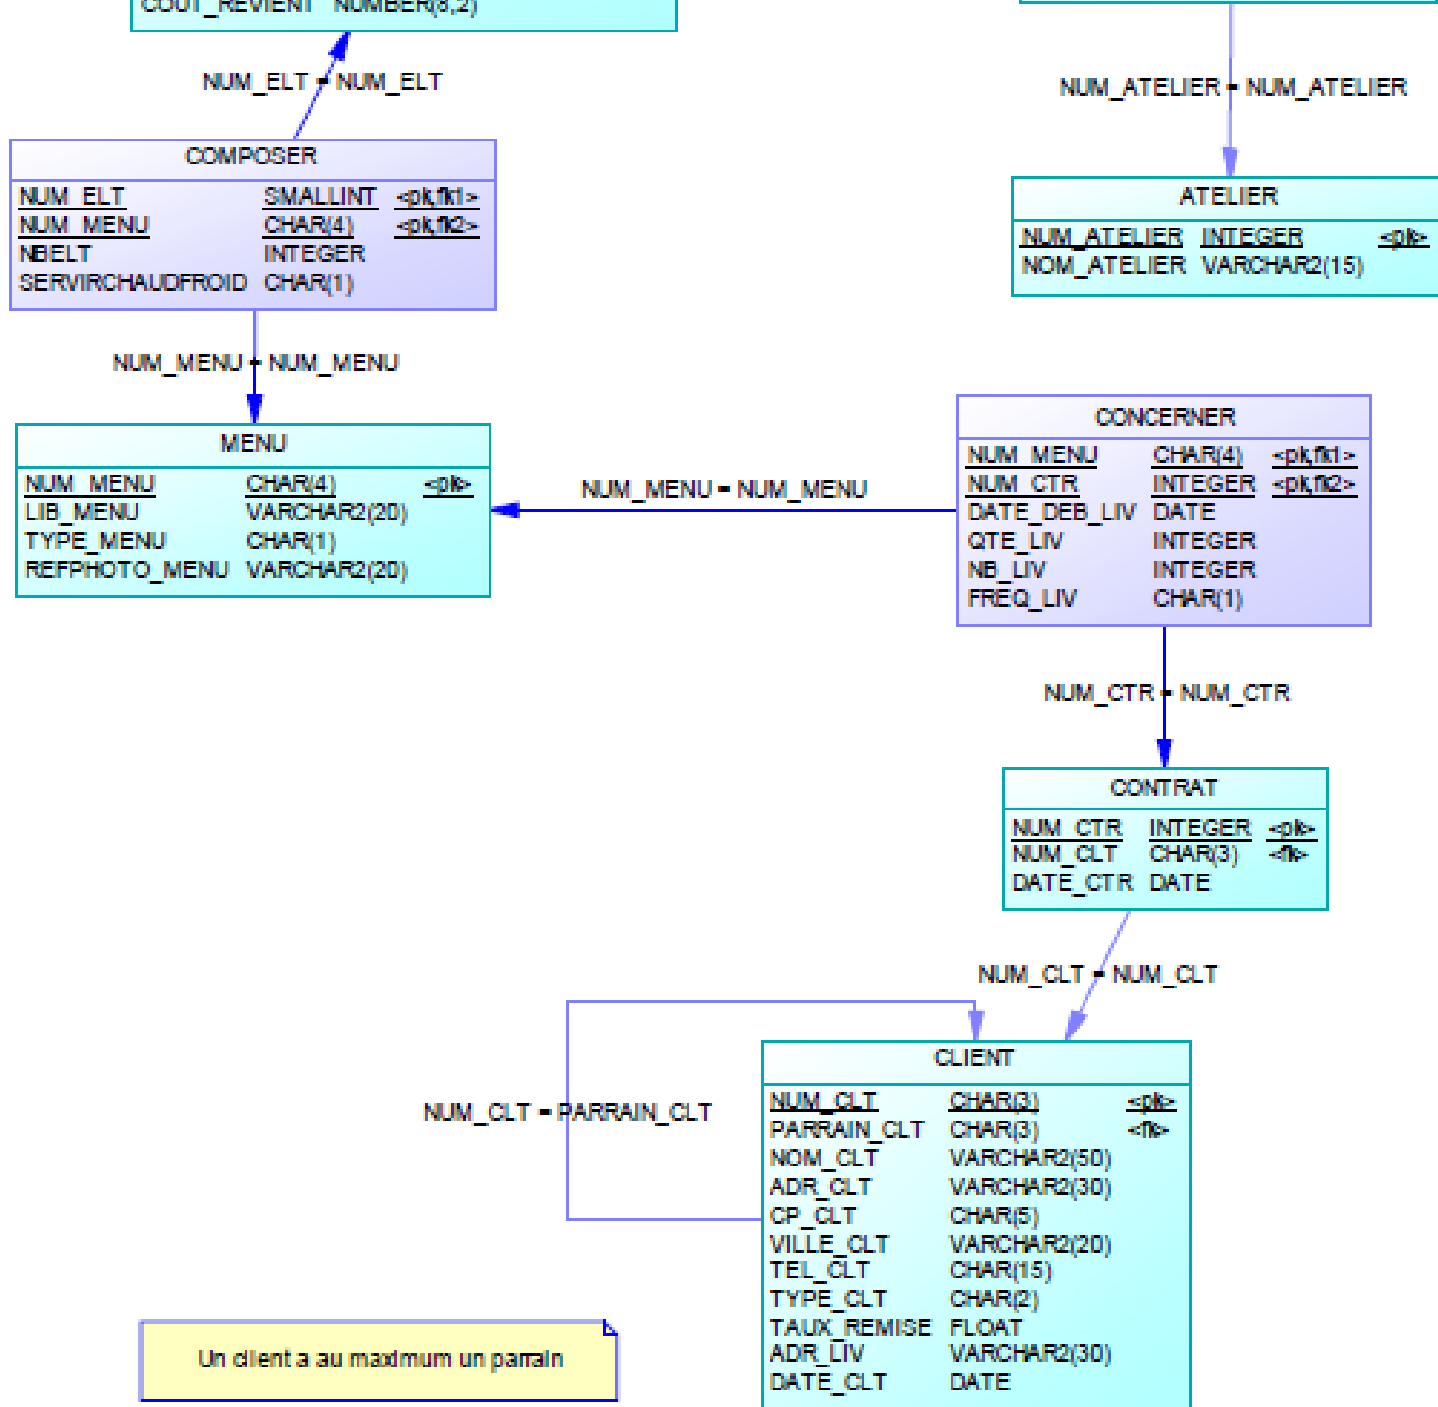 COUT_REVIENT NUMBER(8,2)
NUM_ELT = NUM_ELT
NUM_ATELIER = NUM_ATELIER
COMPOSER
NUM_ELT SMALLINT <pk,fk1>
NUM_MENU CHAR(4) <pk,fk2>
NBELT INTEGER
SERVIRCHAUDFROID CHAR(1)
ATELIER
NUM_ATELIER INTEGER <pk>
NOM_ATELIER VARCHAR2(15)
NUM_MENU = NUM_MENU
MENU
NUM_MENU CHAR(4) <pk>
LIB_MENU VARCHAR2(20)
TYPE_MENU CHAR(1)
REFPHOTO_MENU VARCHAR2(20)
NUM_MENU = NUM_MENU
CONCERNER
NUM_MENU CHAR(4) <pk,fk1>
NUM_CTR INTEGER <pk,fk2>
DATE_DEB_LIV DATE
QTE_LIV INTEGER
NB_LIV INTEGER
FREQ_LIV CHAR(1)
NUM_CTR = NUM_CTR
CONTRAT
NUM_CTR INTEGER <pk>
NUM_CLT CHAR(3) <fk>
DATE_CTR DATE
NUM_CLT = NUM_CLT
NUM_CLT = PARRAIN_CLT
CLIENT
NUM_CLT CHAR(3) <pk>
PARRAIN_CLT CHAR(3) <fk>
NOM_CLT VARCHAR2(50)
ADR_CLT VARCHAR2(30)
CP_CLT CHAR(5)
VILLE_CLT VARCHAR2(20)
TEL_CLT CHAR(15)
TYPE_CLT CHAR(2)
TAUX_REMISE FLOAT
ADR_LIV VARCHAR2(30)
DATE_CLT DATE
Un client a au maximum un parrain